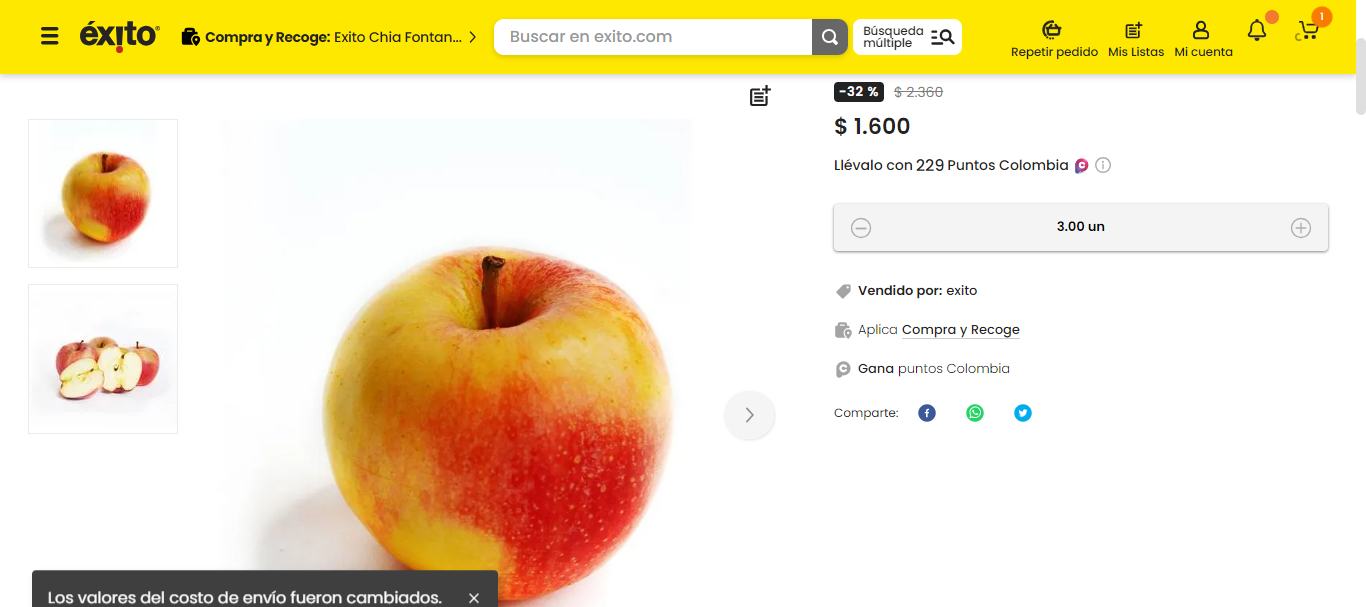 éxito
Compra y Recoge: Exito Chia Fontan...
Buscar en exito.com
Búsqueda
múltiple
Repetir pedido
Mis Listas
Mi cuenta
1
-32 % $ 2.360
$ 1.600
Llévalo con 229 Puntos Colombia
3.00 un
Vendido por: exito
Aplica Compra y Recoge
Gana puntos Colombia
Comparte:
Los valores del costo de envío fueron cambiados.